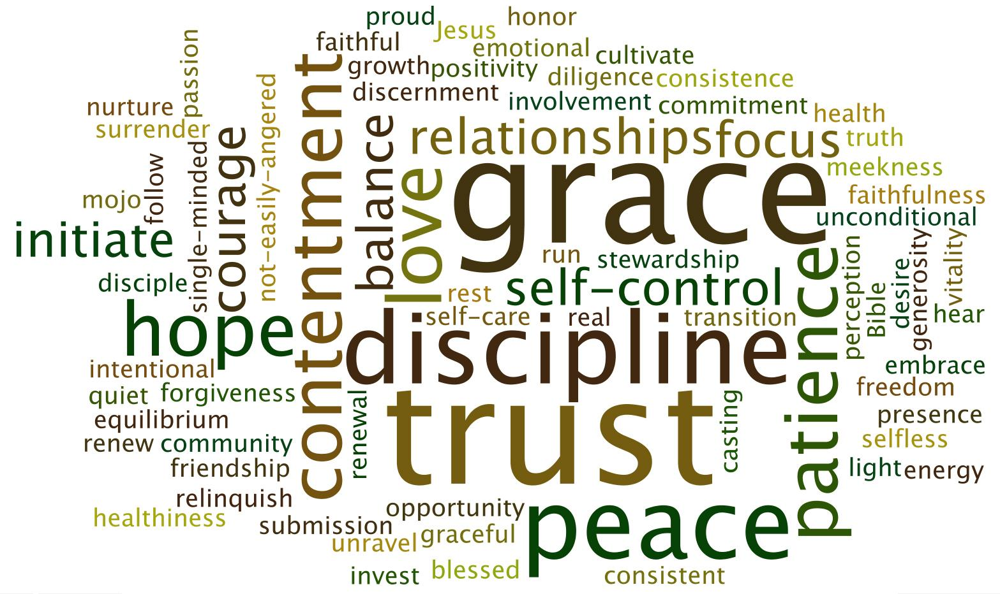 proud
honor
Jesus
faithful
emotional
cultivate
passion
growth
positivity
diligence
consistence
contentment
not-easily-angered
discernment
involvement
commitment
nurture
health
surrender
courage
balance
relationships
focus
truth
single-minded
follow
love
grace
meekness
mojo
faithfulness
unconditional
initiate
run
stewardship
patience
perception
desire
generosity
vitality
disciple
self-control
Bible
rest
hope
self-care
real
transition
hear
discipline
intentional
embrace
quiet
forgiveness
renewal
trust
casting
freedom
equilibrium
presence
renew
community
selfless
friendship
light
energy
relinquish
opportunity
peace
healthiness
submission
graceful
unravel
invest
blessed
consistent